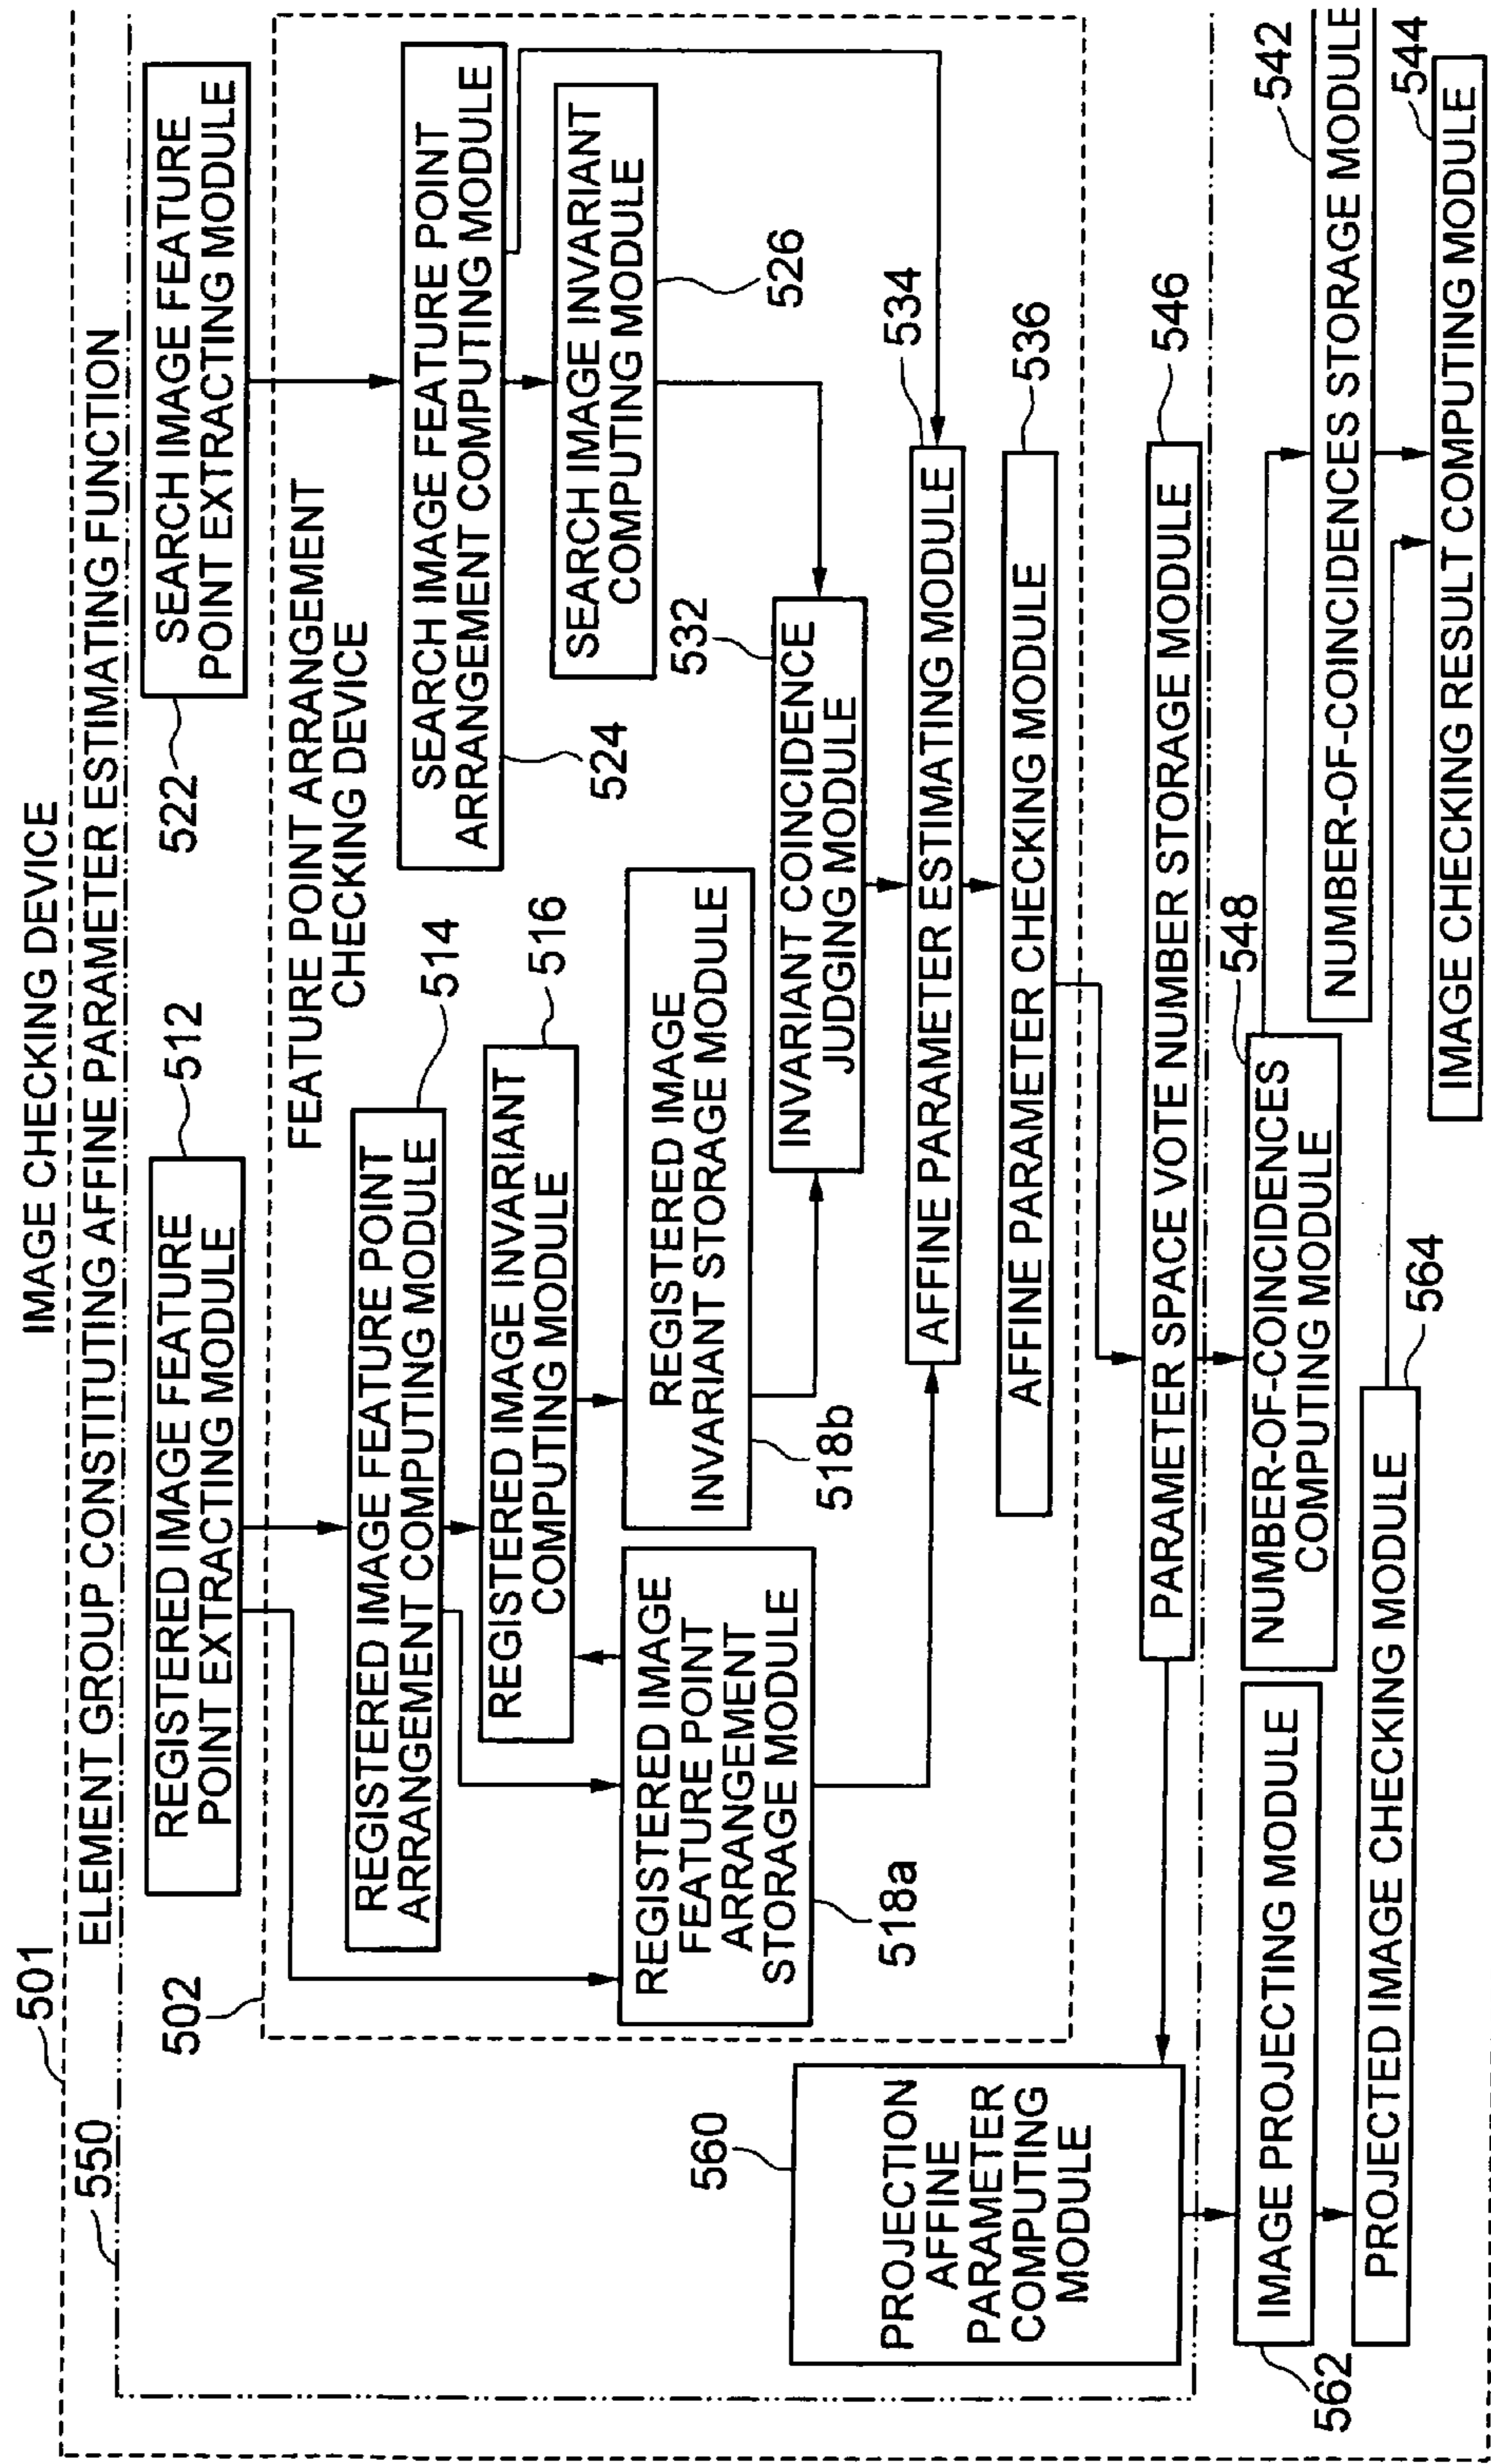 IMAGE CHECKING DEVICE
501
ELEMENT GROUP CONSTITUTING AFFINE PARAMETER ESTIMATING FUNCTION
550
REGISTERED IMAGE FEATURE
POINT EXTRACTING MODULE
512
SEARCH IMAGE FEATURE
POINT EXTRACTING MODULE
522
502
FEATURE POINT ARRANGEMENT
CHECKING DEVICE
REGISTERED IMAGE FEATURE POINT
ARRANGEMENT COMPUTING MODULE
514
SEARCH IMAGE FEATURE POINT
ARRANGEMENT COMPUTING MODULE
524
REGISTERED IMAGE INVARIANT
COMPUTING MODULE
516
SEARCH IMAGE INVARIANT
COMPUTING MODULE
526
REGISTERED IMAGE
FEATURE POINT
ARRANGEMENT
STORAGE MODULE
518a
REGISTERED IMAGE
INVARIANT STORAGE MODULE
518b
532
INVARIANT COINCIDENCE
JUDGING MODULE
534
AFFINE PARAMETER ESTIMATING MODULE
536
AFFINE PARAMETER CHECKING MODULE
560
PROJECTION
AFFINE
PARAMETER
COMPUTING
MODULE
546
PARAMETER SPACE VOTE NUMBER STORAGE MODULE
562
IMAGE PROJECTING MODULE
548
NUMBER-OF-COINCIDENCES
COMPUTING MODULE
542
NUMBER-OF-COINCIDENCES STORAGE MODULE
564
PROJECTED IMAGE CHECKING MODULE
544
IMAGE CHECKING RESULT COMPUTING MODULE